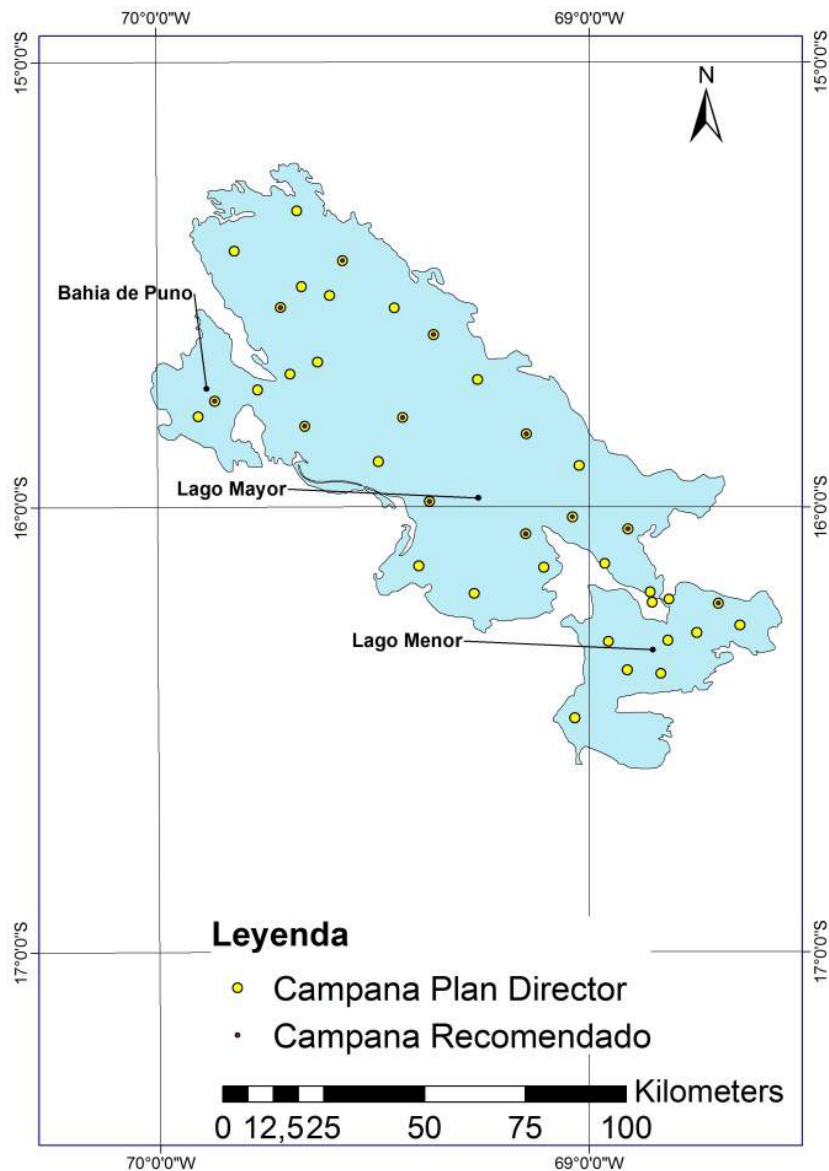 70°0'0"W 69°0'0"W
15°0'0"S 15°0'0"S
N
Bahia de Puno
Lago Mayor
16°0'0"S 16°0'0"S
Lago Menor
Leyenda
17°0'0"S 17°0'0"S
Campana Plan Director
Campana Recomendado
Kilometers
0 12,5 25 50 75 100
70°0'0"W 69°0'0"W